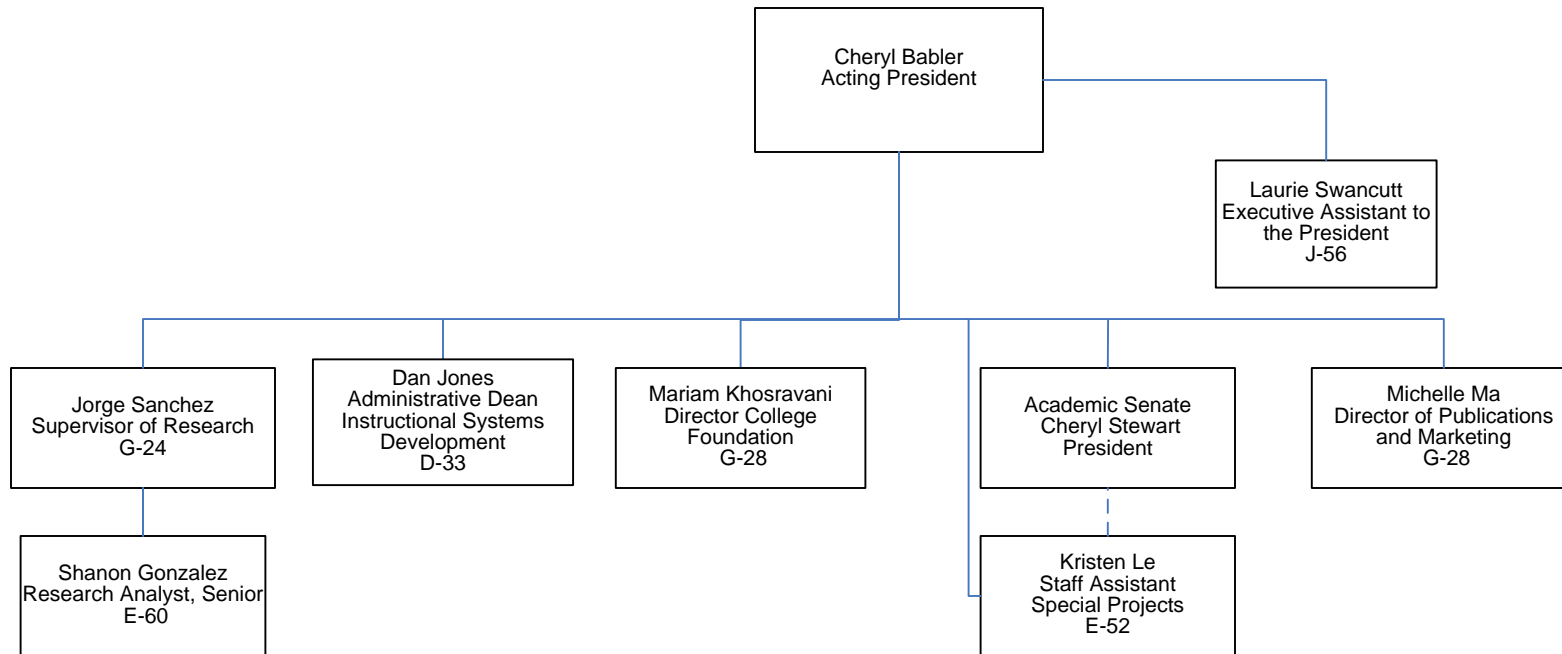 Cheryl Babler
Acting President
Laurie Swancutt
Executive Assistant to
the President
J-56
Jorge Sanchez
Supervisor of Research
G-24
Dan Jones
Administrative Dean
Instructional Systems
Development
D-33
Mariam Khosravani
Director College
Foundation
G-28
Academic Senate
Cheryl Stewart
President
Michelle Ma
Director of Publications
and Marketing
G-28
Shanon Gonzalez
Research Analyst, Senior
E-60
Kristen Le
Staff Assistant
Special Projects
E-52